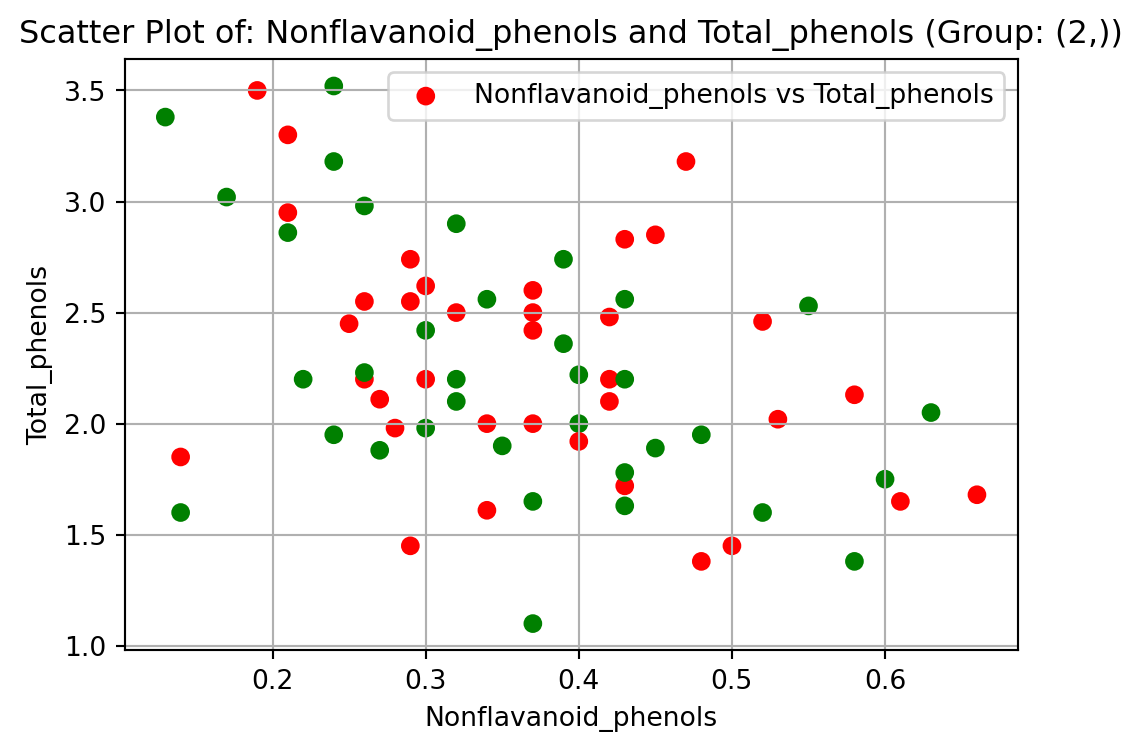 Scatter Plot of: Nonflavanoid_phenols and Total_phenols (Group: (2,))
Nonflavanoid_phenols vs Total_phenols
Total_phenols
3.5
3.0
2.5
2.0
1.5
1.0
0.2 0.3 0.4 0.5 0.6
Nonflavanoid_phenols